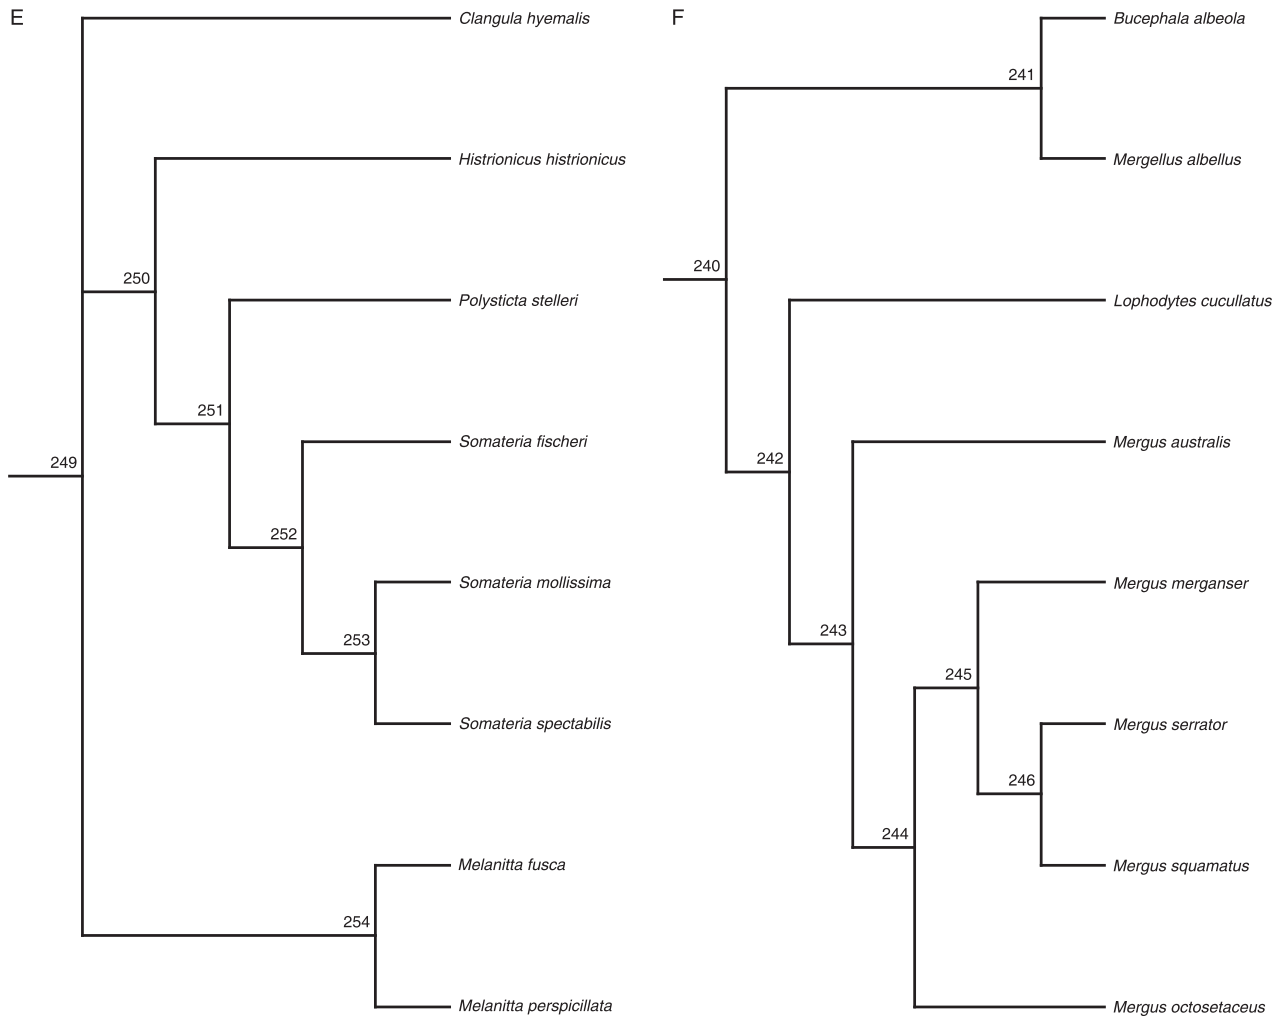 E
Clangula hyemalis
Histrionicus histrionicus
250
Polysticta stelleri
251
Somateria fischeri
249
252
Somateria mollissima
253
Somateria spectabilis
Melanitta fusca
254
Melanitta perspicillata
F
Bucephala albeola
241
Mergellus albellus
240
Lophodytes cucullatus
Mergus australis
242
Mergus merganser
243
245
Mergus serrator
246
244
Mergus squamatus
Mergus octosetaceus